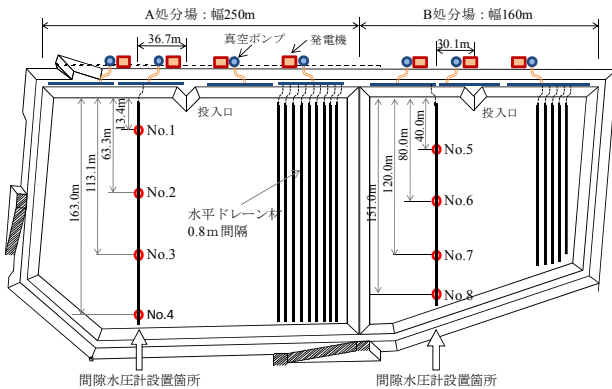 A処分場：幅250m
B処分場：幅160m
36.7m
真空ポンプ
発電機
30.1m
投入口
投入口
13.4m
63.3m
113.1m
163.0m
No.1
No.2
No.3
No.4
水平ドレーン材
0.8m間隔
40.0m
80.0m
120.0m
151.0m
No.5
No.6
No.7
No.8
間隙水圧計設置箇所
間隙水圧計設置箇所